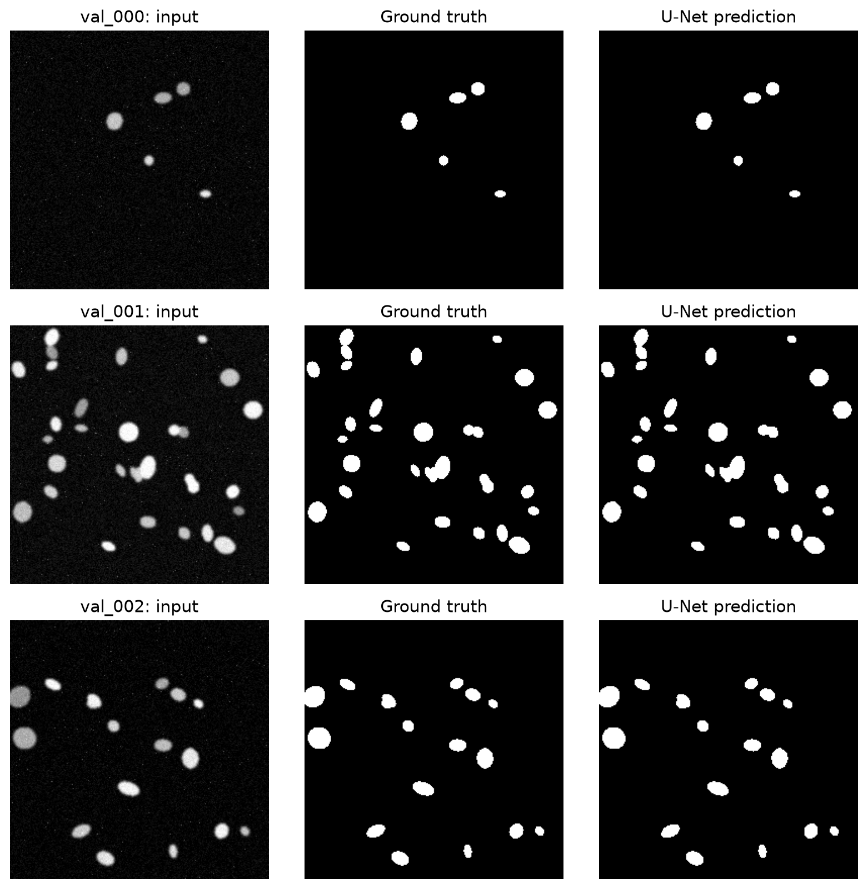 val_000: input
Ground truth
U-Net prediction
val_001: input
Ground truth
U-Net prediction
val_002: input
Ground truth
U-Net prediction